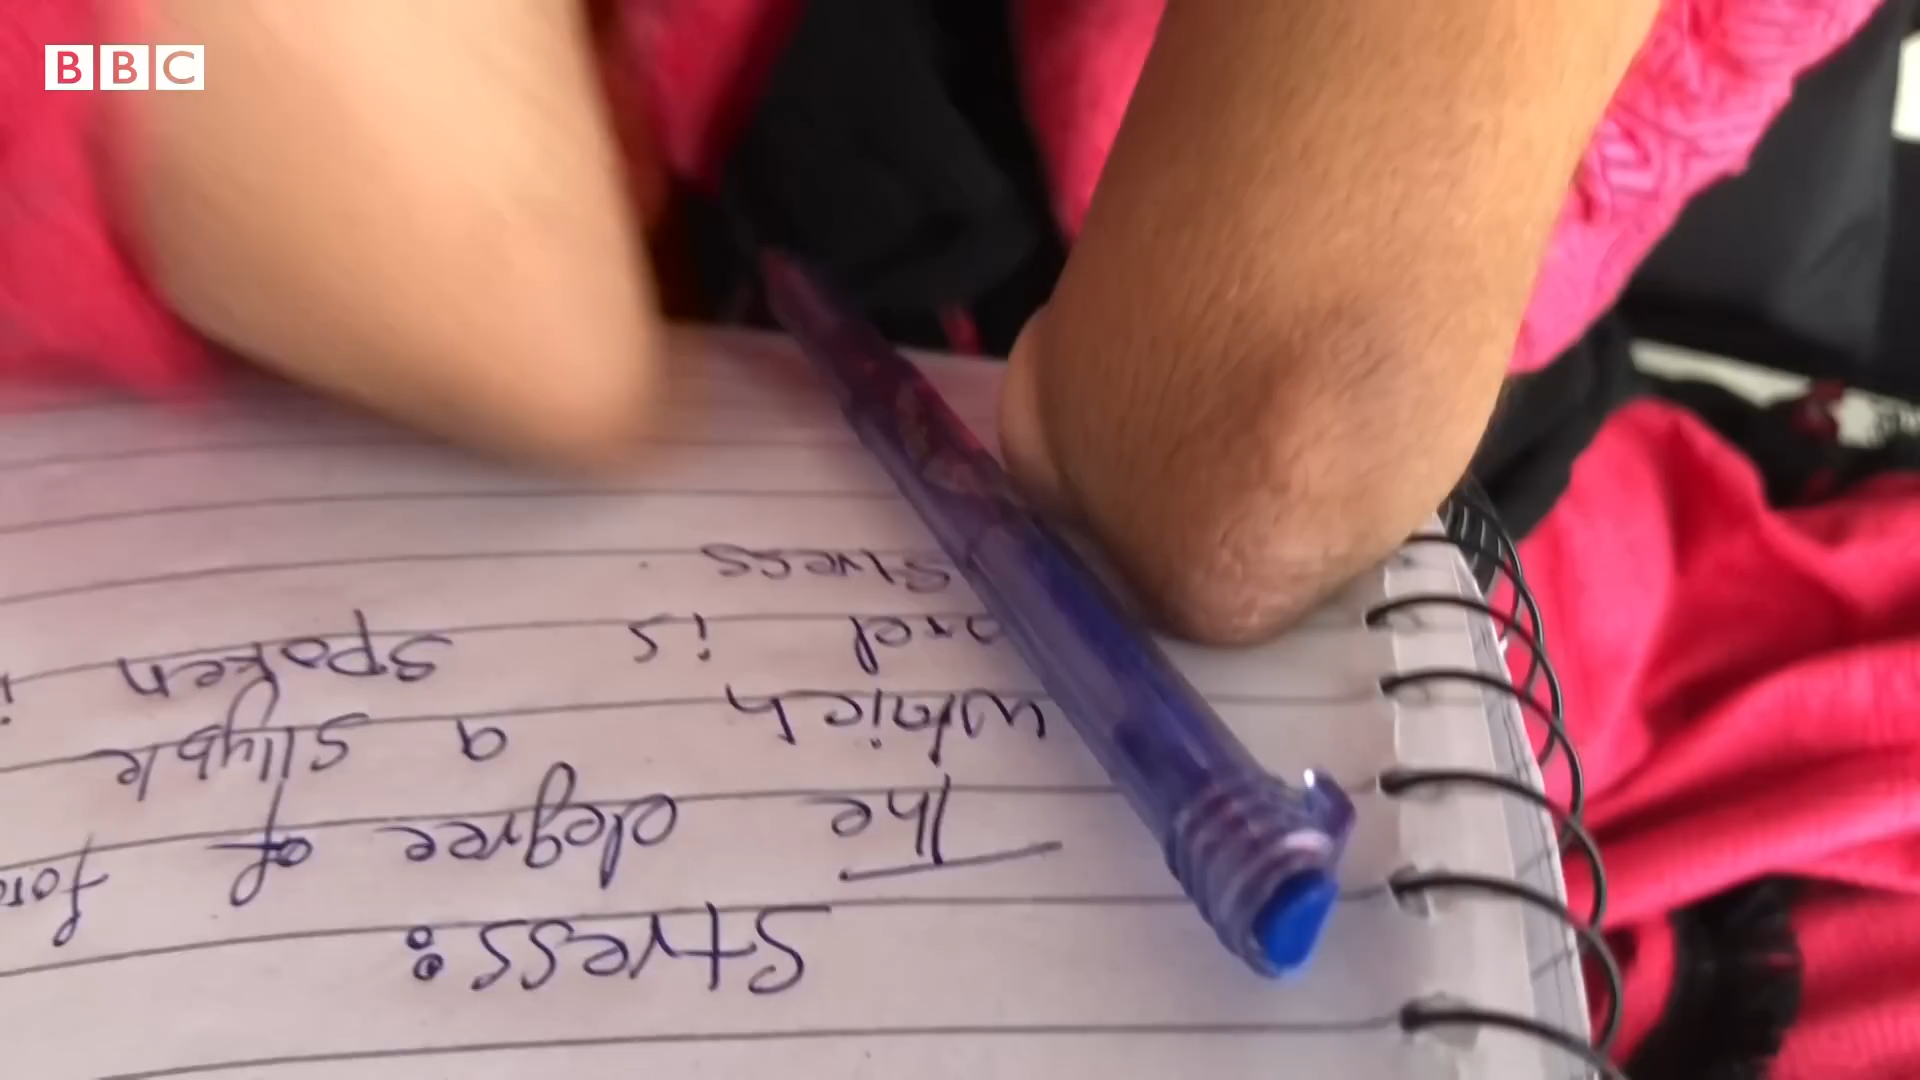 BBC
Stress:
The degree of
which a sllyble
is spoken
stress